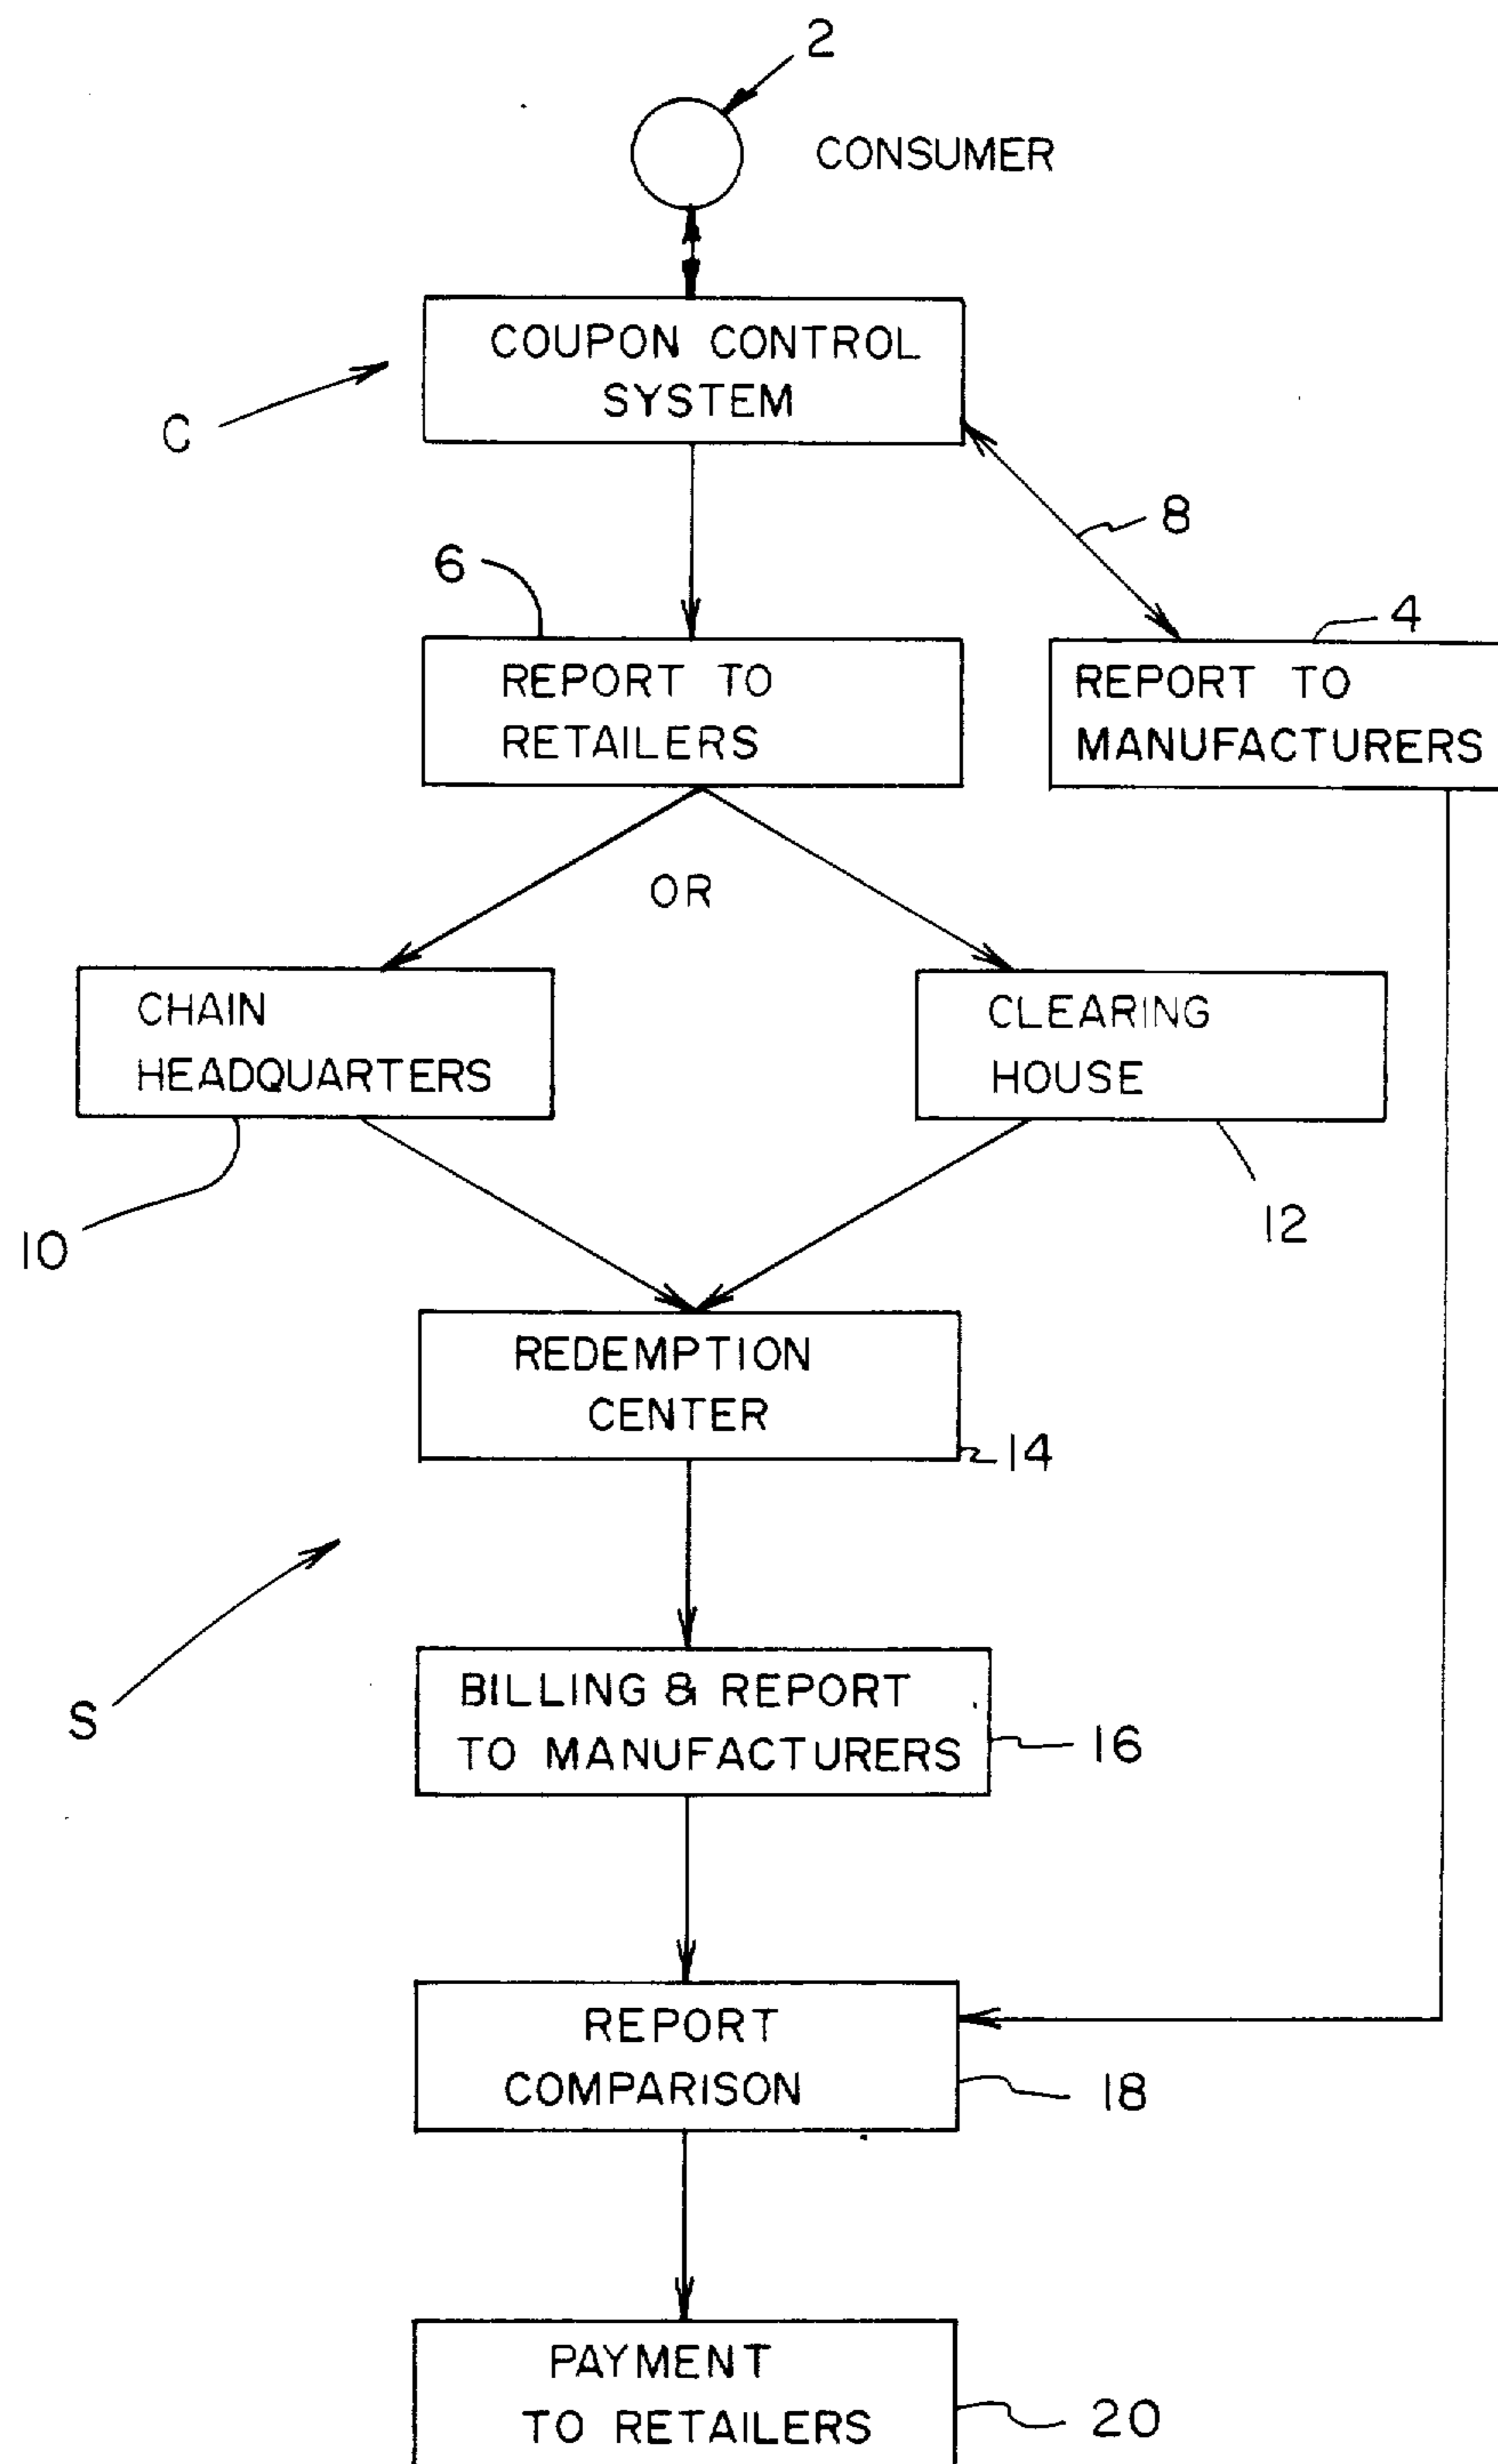 2
CONSUMER
COUPON CONTROL
SYSTEM
C
8
6
4
REPORT TO
RETAILERS
REPORT TO
MANUFACTURERS
OR
CHAIN
HEADQUARTERS
CLEARING
HOUSE
10
12
REDEMPTION
CENTER
14
S
BILLING & REPORT
TO MANUFACTURERS
16
REPORT
COMPARISON
18
PAYMENT
TO RETAILERS
20